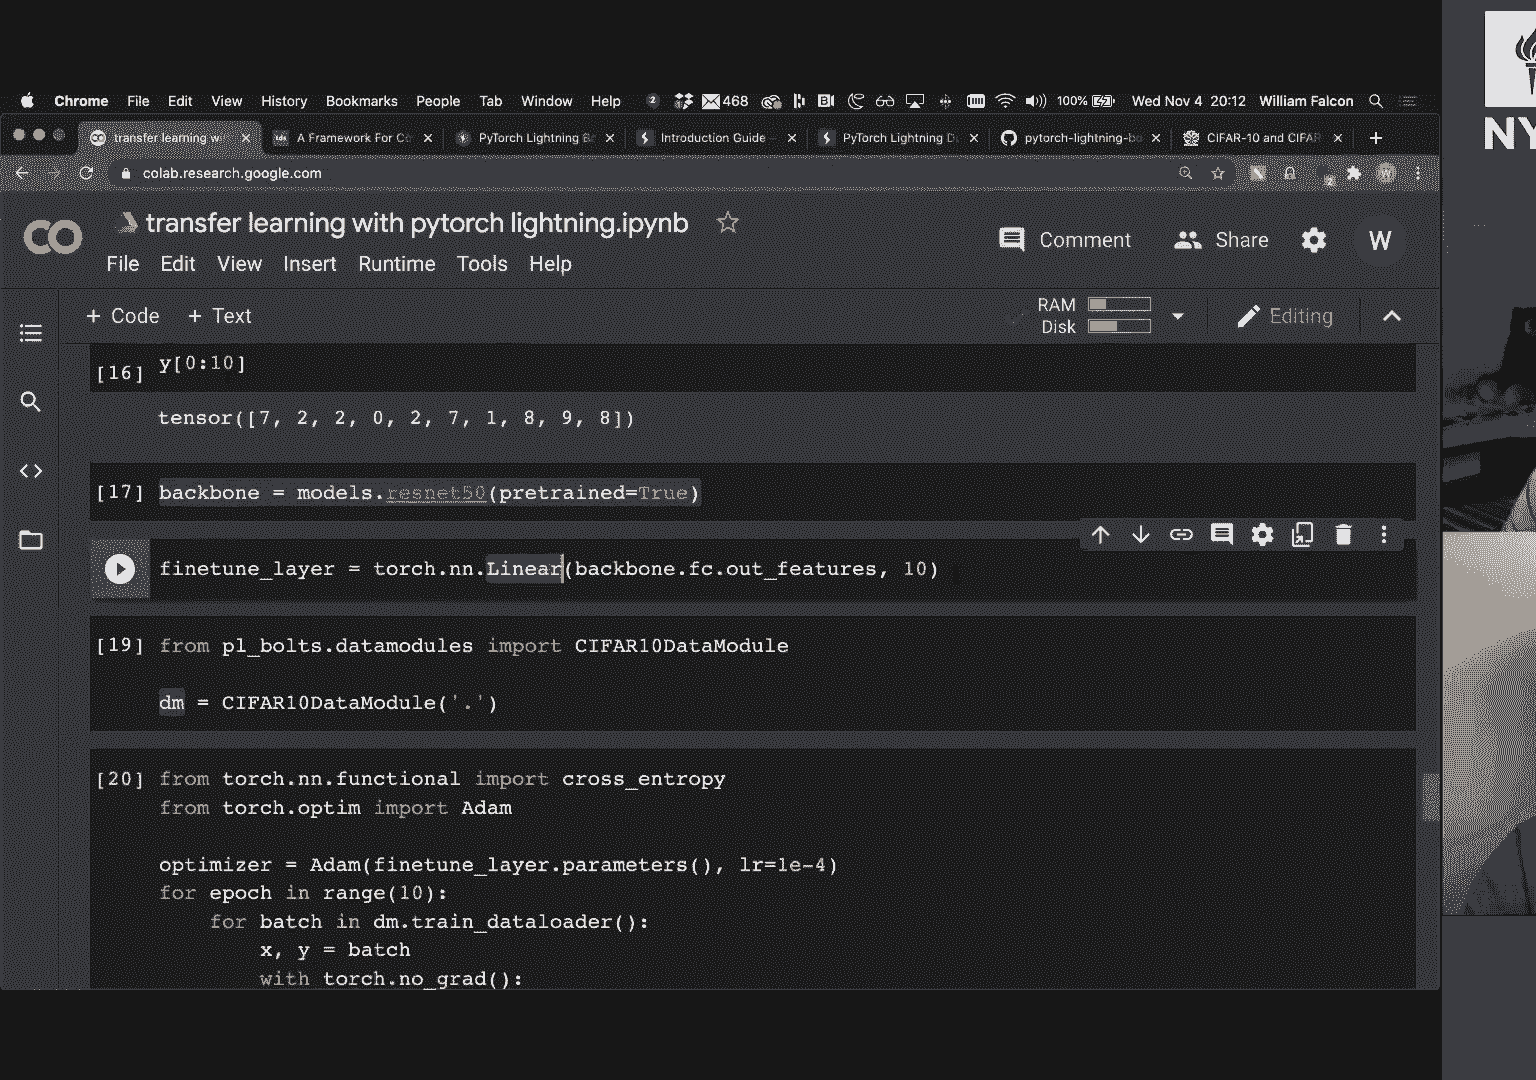 Chrome File Edit View History Bookmarks People Tab Window Help 2 468 100% Wed Nov 4 20:12 William Falcon
transfer learning w
A Framework For Co
PyTorch Lightning B
Introduction Guide
PyTorch Lightning D
pytorch-lightning-bo
CIFAR-10 and CIFAR
colab.research.google.com
transfer learning with pytorch lightning.ipynb
Comment Share W
File Edit View Insert Runtime Tools Help
+ Code + Text
RAM
Disk
Editing
[16] y[0:10]
tensor([7, 2, 2, 0, 2, 7, 1, 8, 9, 8])
[17] backbone = models.resnet50(pretrained=True)
finetune_layer = torch.nn.Linear(backbone.fc.out_features, 10)
[19] from pl_bolts.datamodules import CIFAR10DataModule
dm = CIFAR10DataModule('.')
[20] from torch.nn.functional import cross_entropy
from torch.optim import Adam
optimizer = Adam(finetune_layer.parameters(), lr=1e-4)
for epoch in range(10):
for batch in dm.train_dataloader():
x, y = batch
with torch.no_grad():
NY